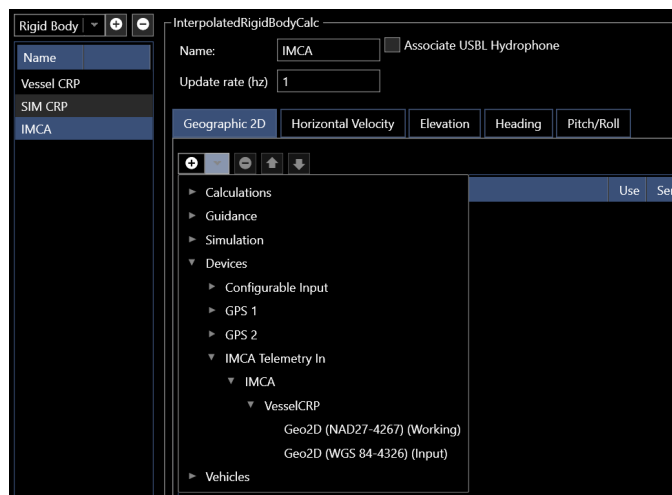 Rigid Body
Name
Vessel CRP
SIM CRP
IMCA
InterpolatedRigidBodyCalc
Name: IMCA Associate USBL Hydrophone
Update rate (hz) 1
Geographic 2D Horizontal Velocity Elevation Heading Pitch/Roll
Use Ser
Calculations
Guidance
Simulation
Devices
Configurable Input
GPS 1
GPS 2
IMCA Telemetry In
IMCA
VesselCRP
Geo2D (NAD27-4267) (Working)
Geo2D (WGS 84-4326) (Input)
Vehicles